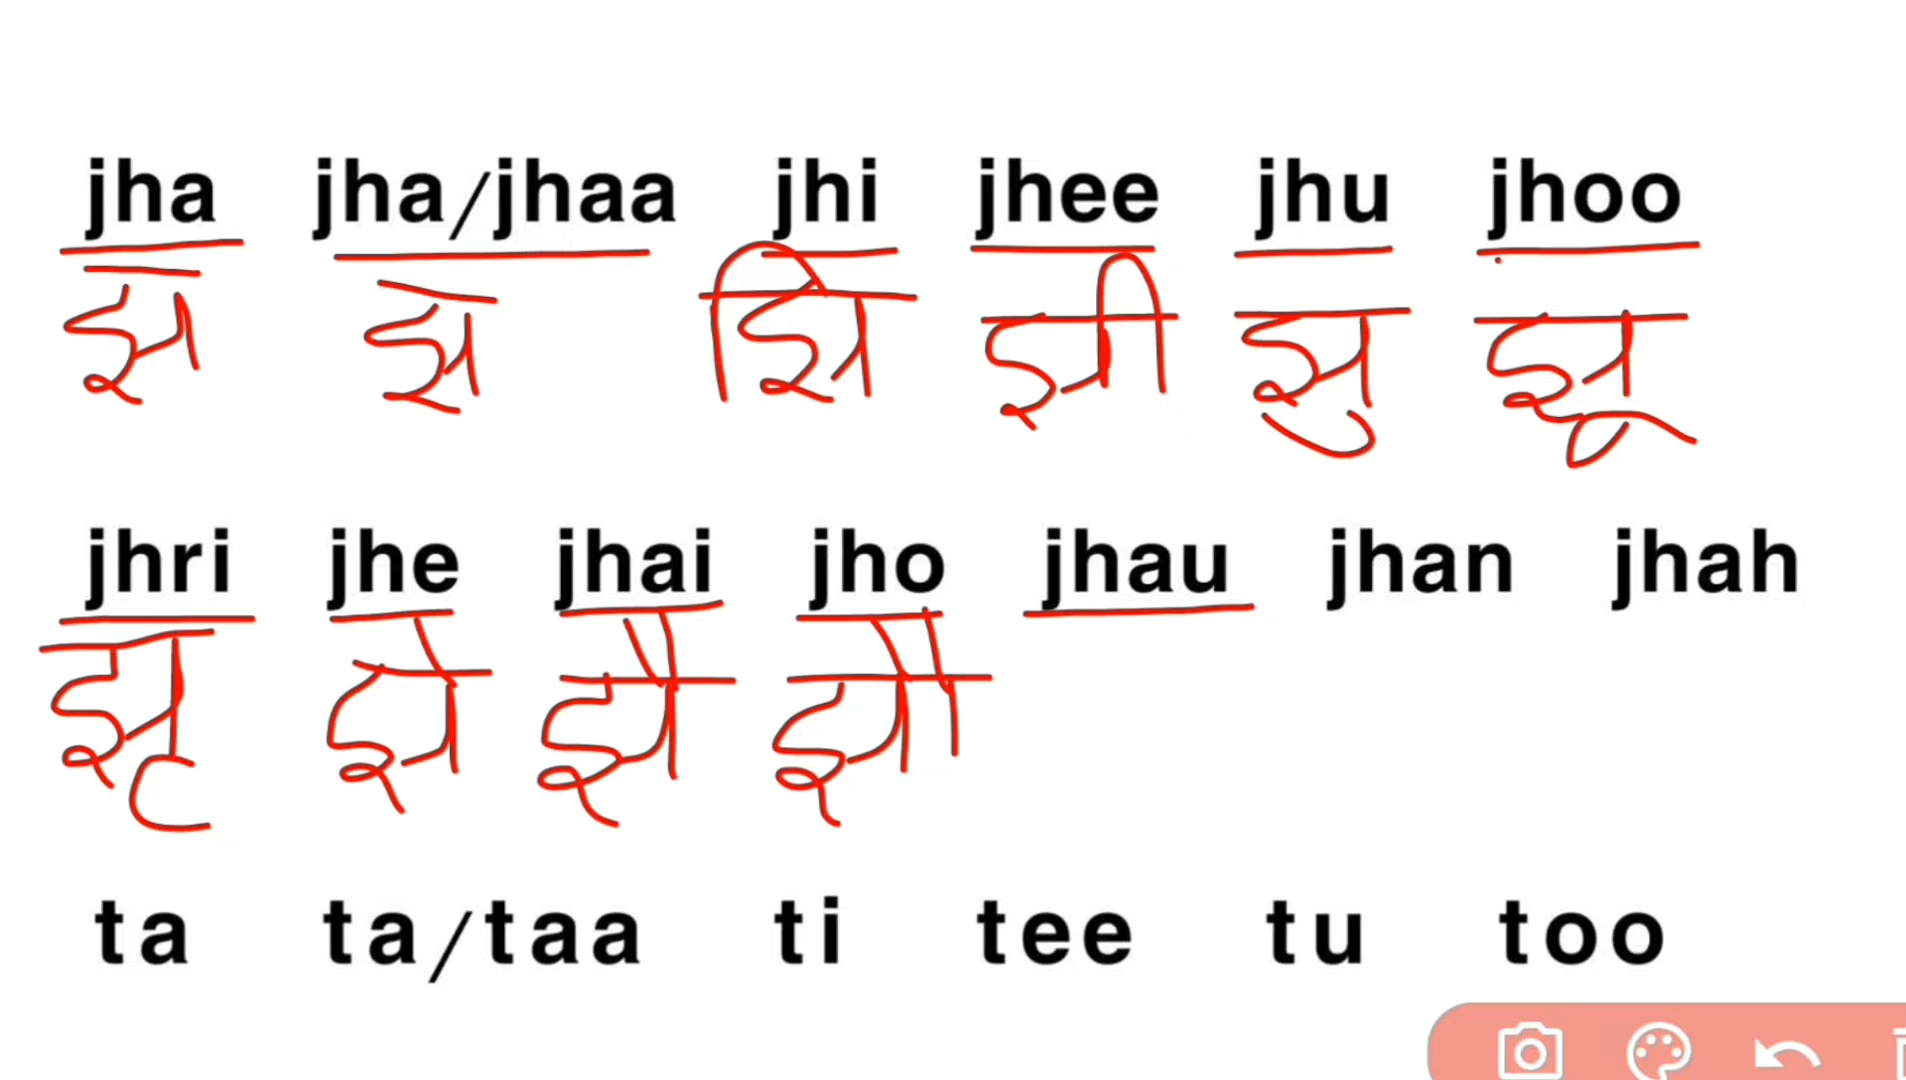 jha jha/jhaa jhi jhee jhu jhoo
झ झ झि झी झु झू
jhri jhe jhai jho jhau jhan jhah
झृ झे झै झो
ta ta/taa ti tee tu too